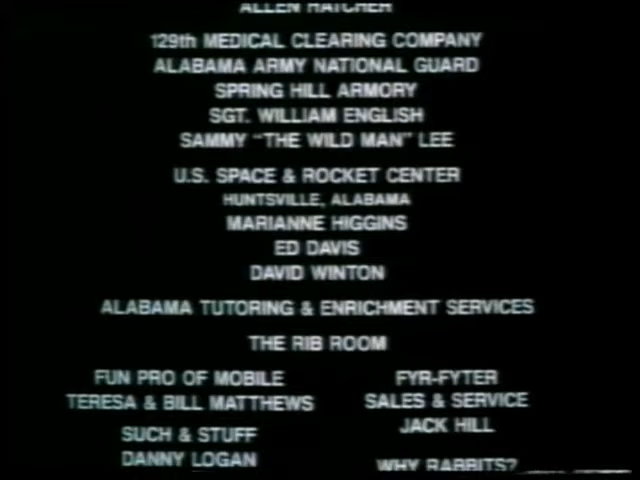 ALLEN HATCHER
129th MEDICAL CLEARING COMPANY
ALABAMA ARMY NATIONAL GUARD
SPRING HILL ARMORY
SGT. WILLIAM ENGLISH
SAMMY "THE WILD MAN" LEE
U.S. SPACE & ROCKET CENTER
HUNTSVILLE, ALABAMA
MARIANNE HIGGINS
ED DAVIS
DAVID WINTON
ALABAMA TUTORING & ENRICHMENT SERVICES
THE RIB ROOM
FUN PRO OF MOBILE
TERESA & BILL MATTHEWS
SUCH & STUFF
DANNY LOGAN
FYR-FYTER
SALES & SERVICE
JACK HILL
WHY RABBITS?